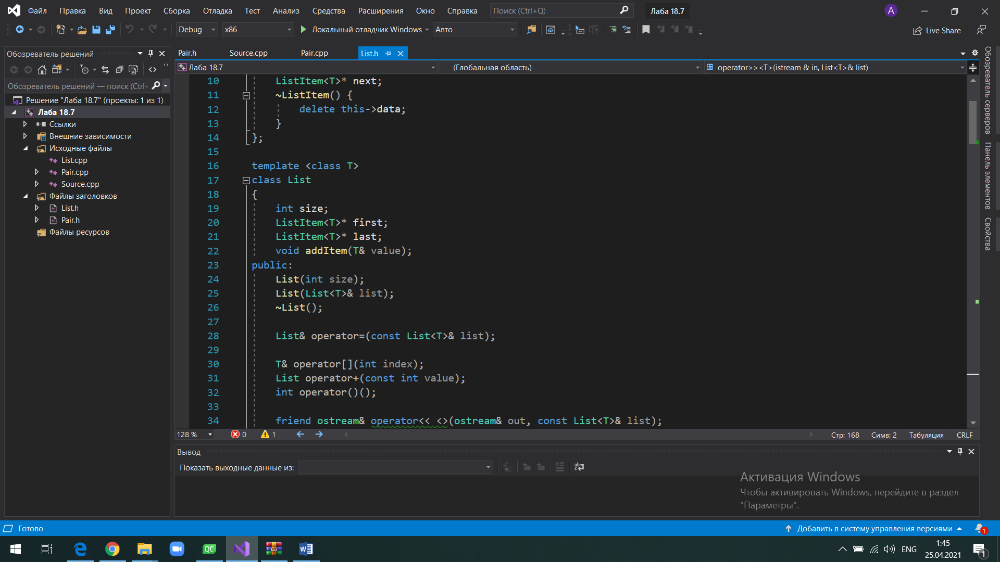 Файл Правка Вид Проект Сборка Отладка Тест Анализ Средства Расширения Окно Справка Поиск (Ctrl+Q) Лаба 18.7 A
Debug x86 Локальный отладчик Windows Авто Live Share
Обозреватель решений
Обозреватель решений — поиск (Ctrl+
Решение "Лаба 18.7" (проекты: 1 из 1)
Лаба 18.7
Ссылки
Внешние зависимости
Исходные файлы
List.cpp
Pair.cpp
Source.cpp
Файлы заголовков
List.h
Pair.h
Файлы ресурсов
Pair.h Source.cpp Pair.cpp List.h
Лаба 18.7 (Глобальная область) operator>><T>(istream & in, List<T>& list)
10 ListItem<T>* next;
11 ~ListItem() {
12 delete this->data;
13 }
14 };
15
16 template <class T>
17 class List
18 {
19 int size;
20 ListItem<T>* first;
21 ListItem<T>* last;
22 void addItem(T& value);
23 public:
24 List(int size);
25 List(List<T>& list);
26 ~List();
27
28 List& operator=(const List<T>& list);
29
30 T& operator[](int index);
31 List operator+(const int value);
32 int operator()();
33
34 friend ostream& operator<< <>(ostream& out, const List<T>& list);
128 % 0 1 Стр: 168 Симв: 2 Табуляция CRLF
Вывод
Показать выходные данные из:
Обозреватель серверов
Панель элементов
Свойства
Активация Windows
Чтобы активировать Windows, перейдите в раздел
"Параметры".
Готово Добавить в систему управления версиями 1
QC W ENG 1:45
25.04.2021 1